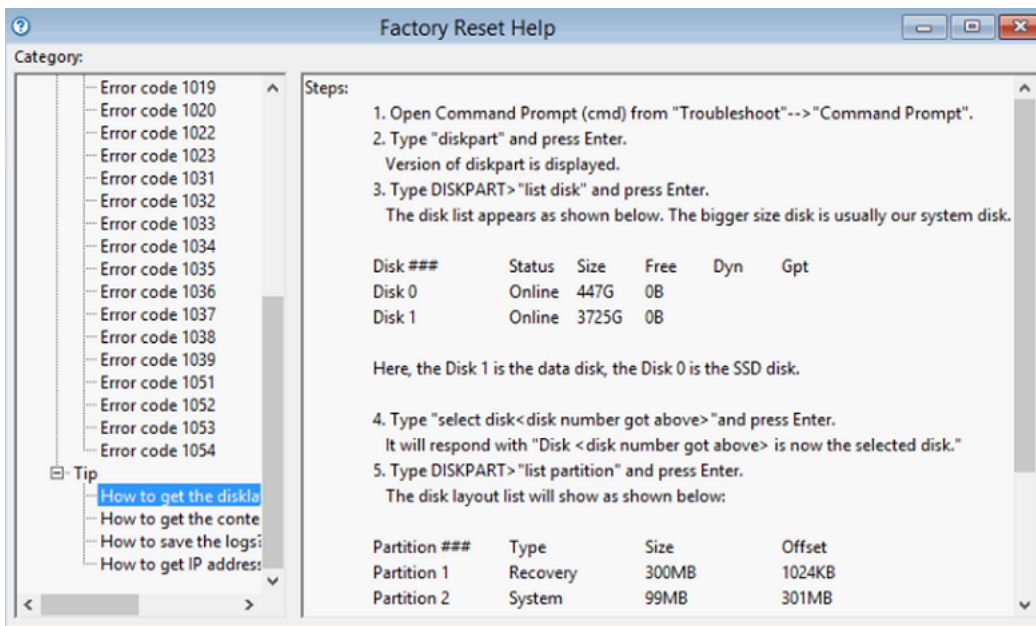 Factory Reset Help
Category:
Error code 1019
Error code 1020
Error code 1022
Error code 1023
Error code 1031
Error code 1032
Error code 1033
Error code 1034
Error code 1035
Error code 1036
Error code 1037
Error code 1038
Error code 1039
Error code 1051
Error code 1052
Error code 1053
Error code 1054
Tip
How to get the diskla
How to get the conte
How to save the logs?
How to get IP address
Steps:
1. Open Command Prompt (cmd) from "Troubleshoot"-->"Command Prompt".
2. Type "diskpart" and press Enter.
Version of diskpart is displayed.
3. Type DISKPART>"list disk" and press Enter.
The disk list appears as shown below. The bigger size disk is usually our system disk.
Disk ### Status Size Free Dyn Gpt
Disk 0 Online 447G 0B
Disk 1 Online 3725G 0B
Here, the Disk 1 is the data disk, the Disk 0 is the SSD disk.
4. Type "select disk<disk number got above>"and press Enter.
It will respond with "Disk <disk number got above> is now the selected disk."
5. Type DISKPART>"list partition" and press Enter.
The disk layout list will show as shown below:
Partition ### Type Size Offset
Partition 1 Recovery 300MB 1024KB
Partition 2 System 99MB 301MB